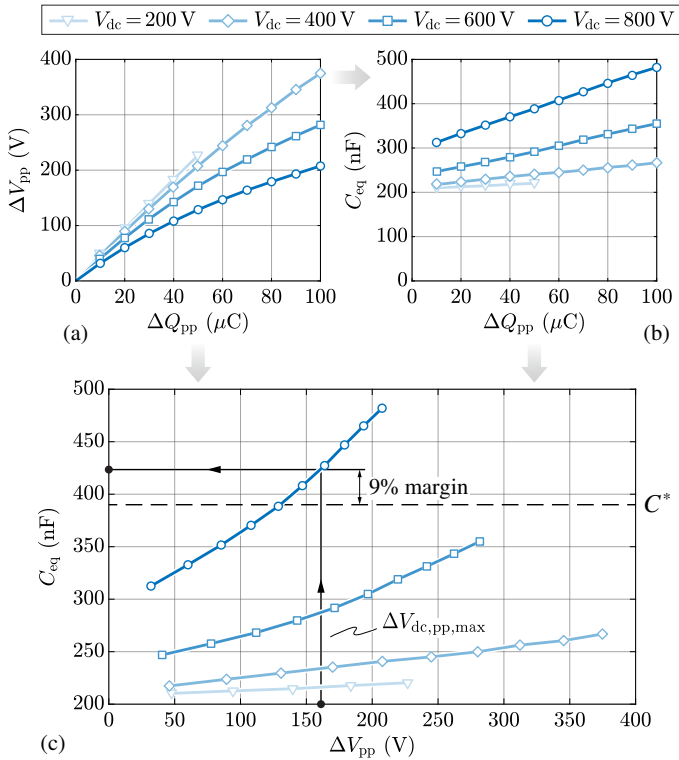 V_dc = 200 V V_dc = 400 V V_dc = 600 V V_dc = 800 V
400
300
200
100
0
ΔV_pp (V)
0 20 40 60 80 100
ΔQ_pp (μC)
(a)
500
400
300
200
100
0
C_eq (nF)
0 20 40 60 80 100
ΔQ_pp (μC)
(b)
500
450
400
350
300
250
200
C_eq (nF)
9% margin
C*
ΔV_dc,pp,max
0 50 100 150 200 250 300 350 400
ΔV_pp (V)
(c)